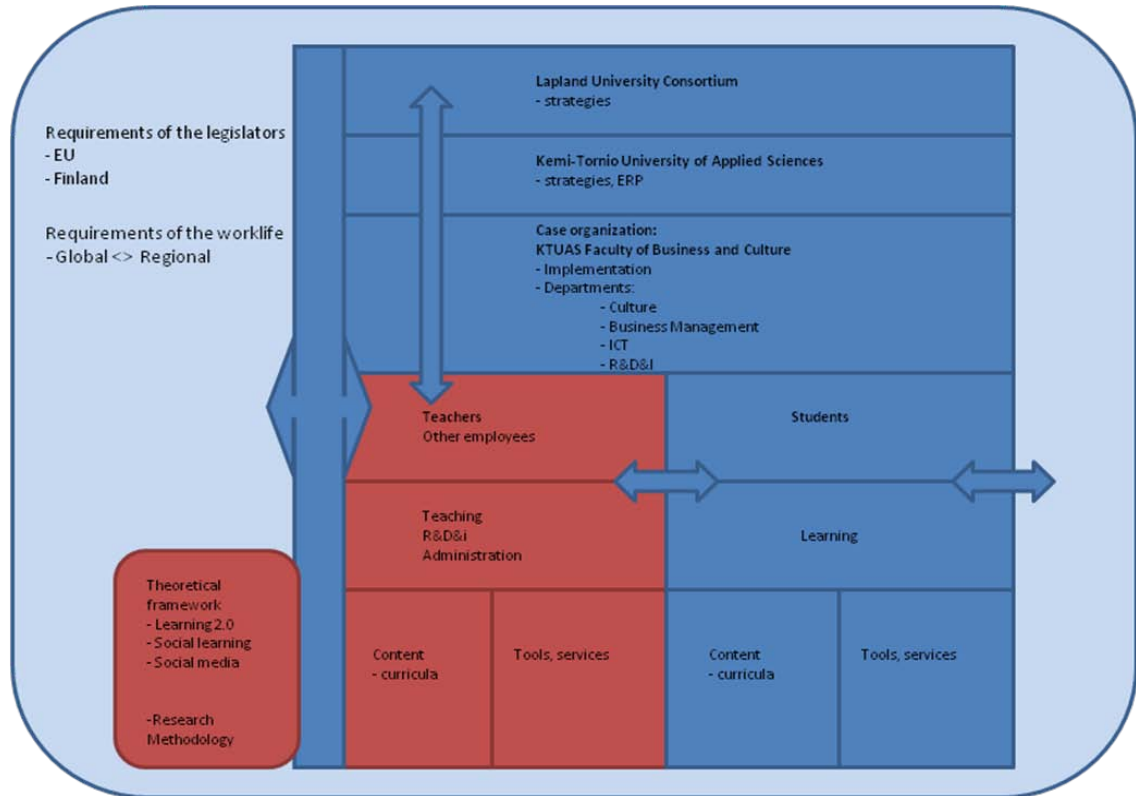 Lapland University Consortium
- strategies
Requirements of the legislators
- EU
- Finland
Kemi-Tornio University of Applied Sciences
- strategies, ERP
Requirements of the worklife
- Global <> Regional
Case organization:
KTUAS Faculty of Business and Culture
- Implementation
- Departments:
- Culture
- Business Management
- ICT
- R&D&I
Teachers
Other employees
Students
Teaching
R&D&i
Administration
Learning
Theoretical
framework
- Learning 2.0
- Social learning
- Social media
-Research
Methodology
Content
- curricula
Tools, services
Content
- curricula
Tools, services